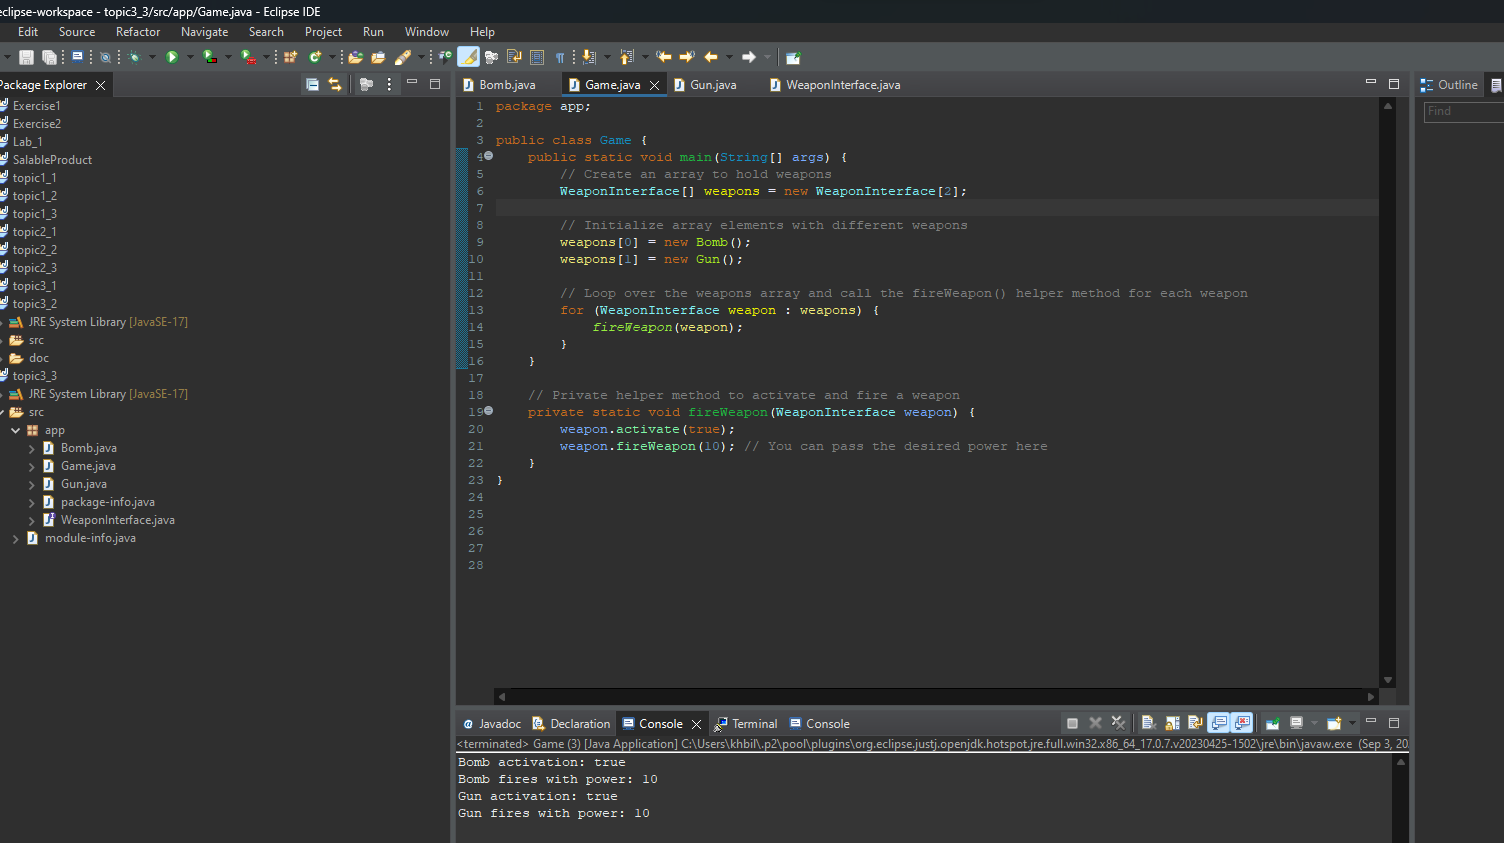 eclipse-workspace - topic3_3/src/app/Game.java - Eclipse IDE
Edit Source Refactor Navigate Search Project Run Window Help
Package Explorer
Exercise1
Exercise2
Lab_1
SalableProduct
topic1_1
topic1_2
topic1_3
topic2_1
topic2_2
topic2_3
topic3_1
topic3_2
JRE System Library [JavaSE-17]
src
doc
topic3_3
JRE System Library [JavaSE-17]
src
app
Bomb.java
Game.java
Gun.java
package-info.java
WeaponInterface.java
module-info.java
Bomb.java Game.java Gun.java WeaponInterface.java
1 package app;
2
3 public class Game {
4 public static void main(String[] args) {
5 // Create an array to hold weapons
6 WeaponInterface[] weapons = new WeaponInterface[2];
7
8 // Initialize array elements with different weapons
9 weapons[0] = new Bomb();
10 weapons[1] = new Gun();
11
12 // Loop over the weapons array and call the fireWeapon() helper method for each weapon
13 for (WeaponInterface weapon : weapons) {
14 fireWeapon(weapon);
15 }
16 }
17
18 // Private helper method to activate and fire a weapon
19 private static void fireWeapon(WeaponInterface weapon) {
20 weapon.activate(true);
21 weapon.fireWeapon(10); // You can pass the desired power here
22 }
23 }
24
25
26
27
28
Outline
Find
Javadoc Declaration Console Terminal Console
<terminated> Game (3) [Java Application] C:\Users\khbil\.p2\pool\plugins\org.eclipse.justj.openjdk.hotspot.jre.full.win32.x86_64_17.0.7.v20230425-1502\jre\bin\javaw.exe (Sep 3, 20
Bomb activation: true
Bomb fires with power: 10
Gun activation: true
Gun fires with power: 10